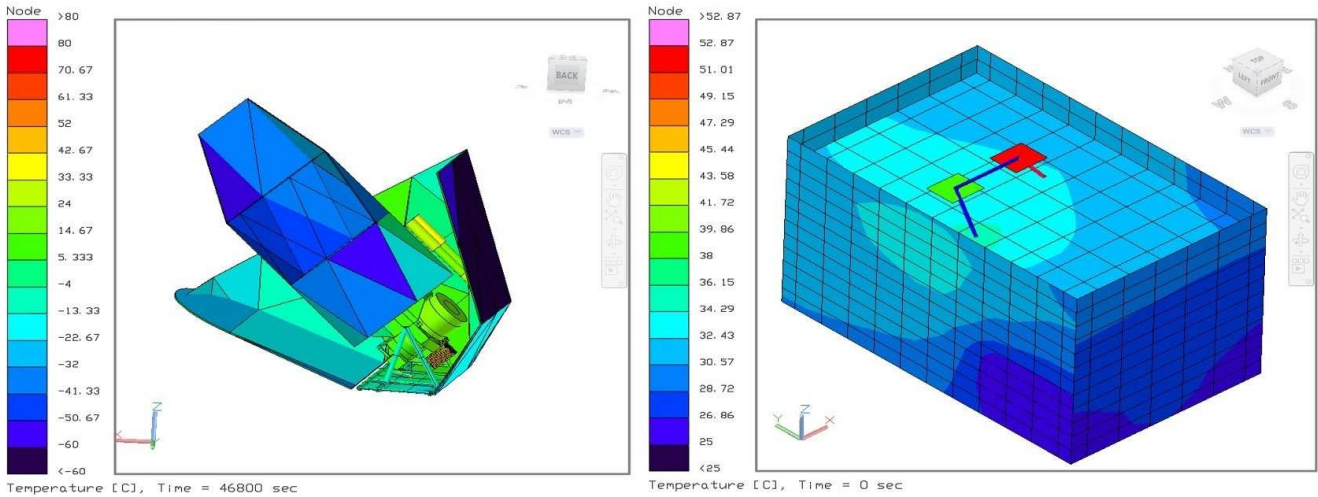 Node
>80
80
70.67
61.33
52
42.67
33.33
24
14.67
5.333
-4
-13.33
-22.67
-32
-41.33
-50.67
-60
<-60
BACK
WCS
X
Z
Y
Temperature [C], Time = 46800 sec
Node
>52.87
52.87
51.01
49.15
47.29
45.44
43.58
41.72
39.86
38
36.15
34.29
32.43
30.57
28.72
26.86
25
<25
TOP
LEFT
FRONT
W
S
WCS
Y
Z
X
Temperature [C], Time = 0 sec